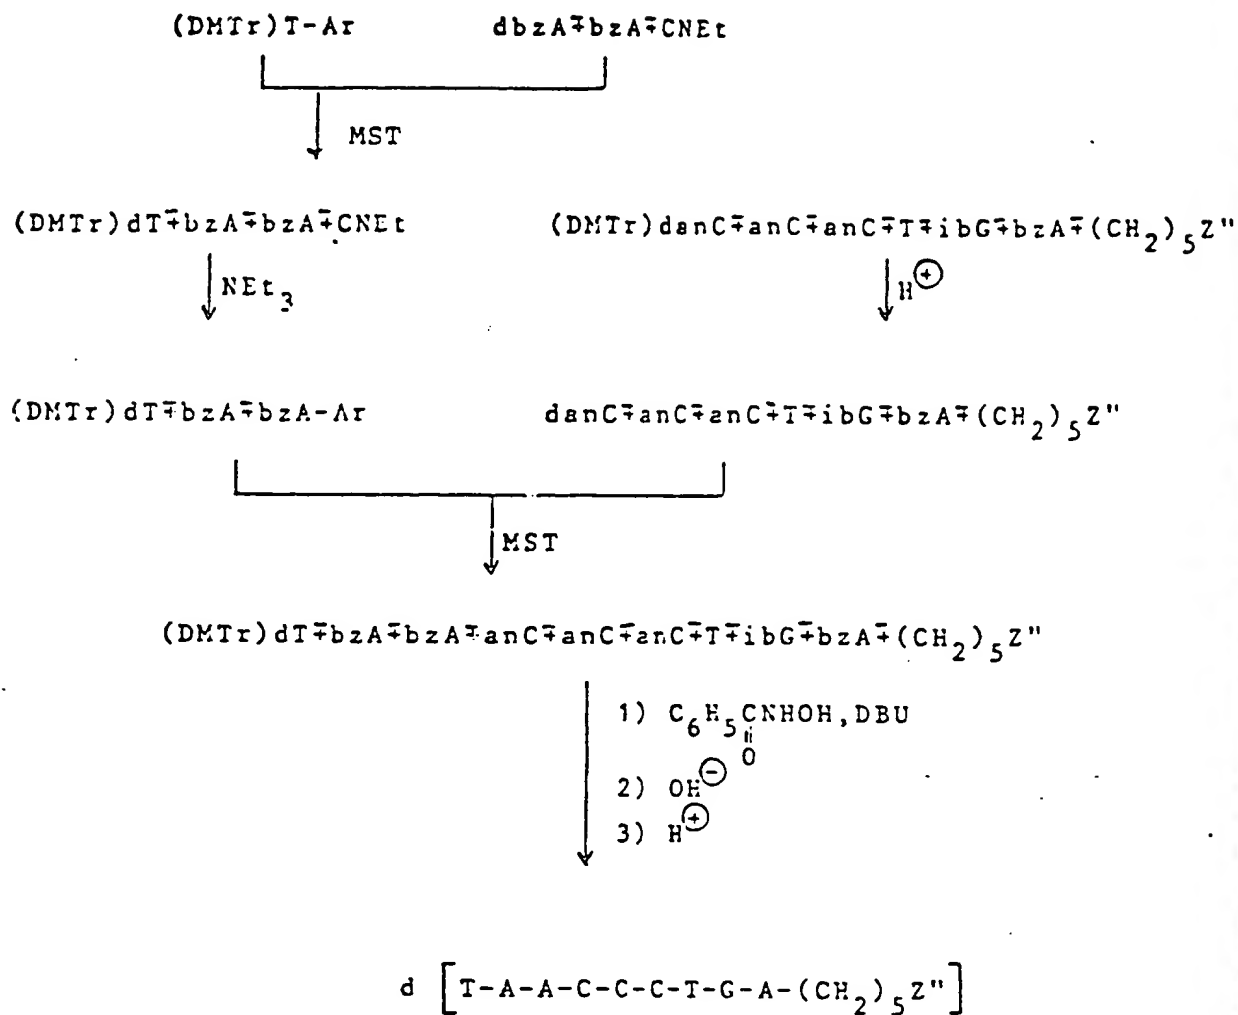 (DMTr)T-Ar dbzA∓bzA∓CNEt
MST
(DMTr)dT∓bzA∓bzA∓CNEt (DMTr)danC∓anC∓anC∓T∓ibG∓bzA∓(CH₂)₅Z"
NEt₃ H⊕
(DMTr)dT∓bzA∓bzA-Ar danC∓anC∓anC∓T∓ibG∓bzA∓(CH₂)₅Z"
MST
(DMTr)dT∓bzA∓bzA∓anC∓anC∓anC∓T∓ibG∓bzA∓(CH₂)₅Z"
1) C₆H₅CNHOH,DBU
O
2) OH⊖
3) H⊕
d [T-A-A-C-C-C-T-G-A-(CH₂)₅Z"]